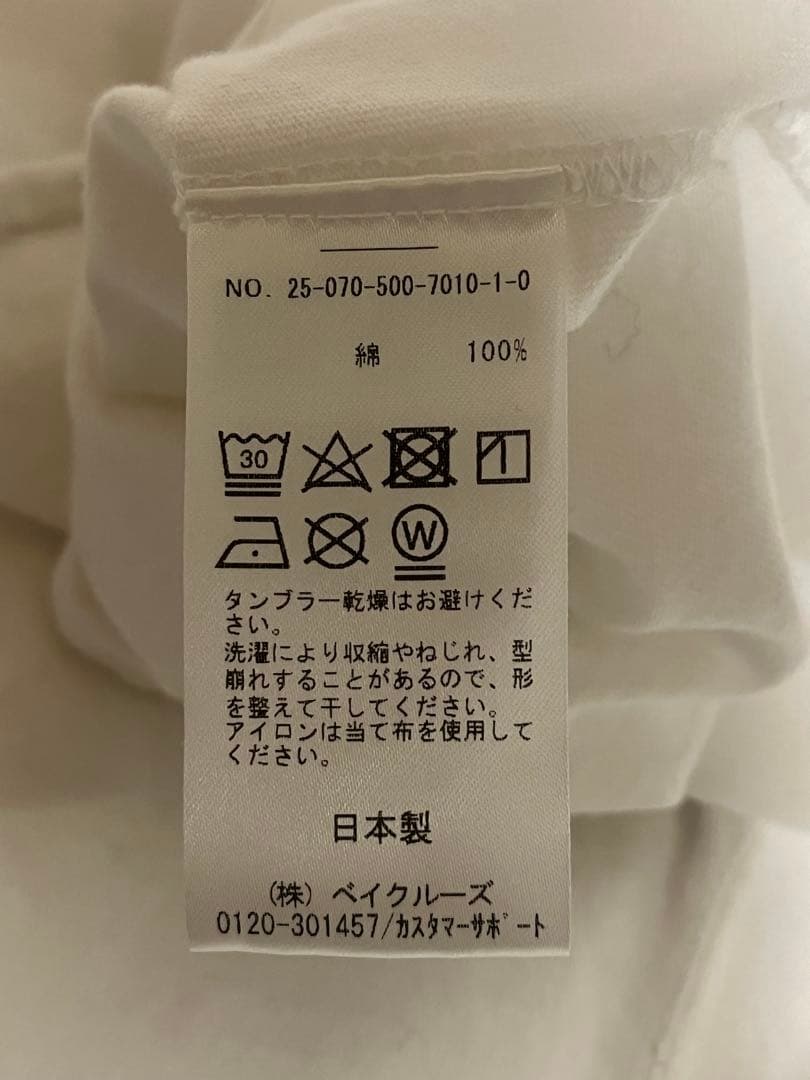 NO. 25-070-500-7010-1-0
綿 100%
30
W
タンブラー乾燥はお避けくだ
さい。
洗濯により収縮やねじれ、型
崩れすることがあるので、形
を整えて干してください。
アイロンは当て布を使用して
ください。
日本製
(株) ベイクルーズ
0120-301457/カスタマーサポート